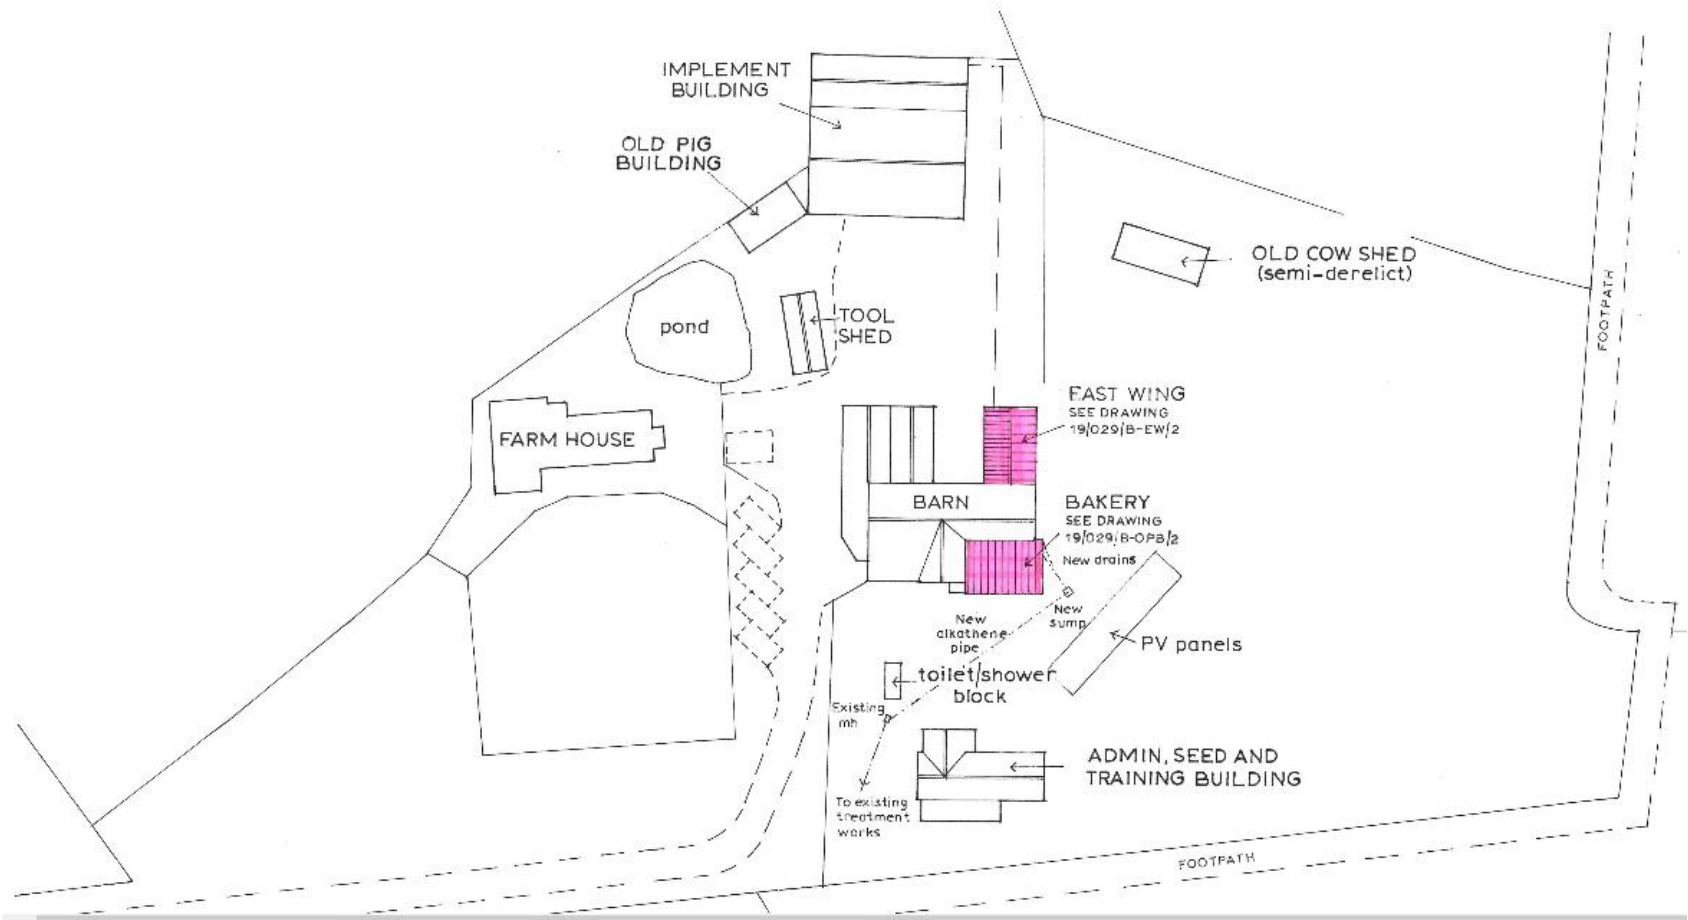 IMPLEMENT
BUILDING
OLD PIG
BUILDING
OLD COW SHED
(semi-derelict)
FOOTPATH
pond
TOOL
SHED
EAST WING
SEE DRAWING
19/029/B-EW/2
FARM HOUSE
BARN
BAKERY
SEE DRAWING
19/029/B-OPB/2
New drains
New
sump
New
alkathene
pipe
PV panels
toilet/shower
block
Existing
mh
ADMIN, SEED AND
TRAINING BUILDING
To existing
treatment
works
FOOTPATH